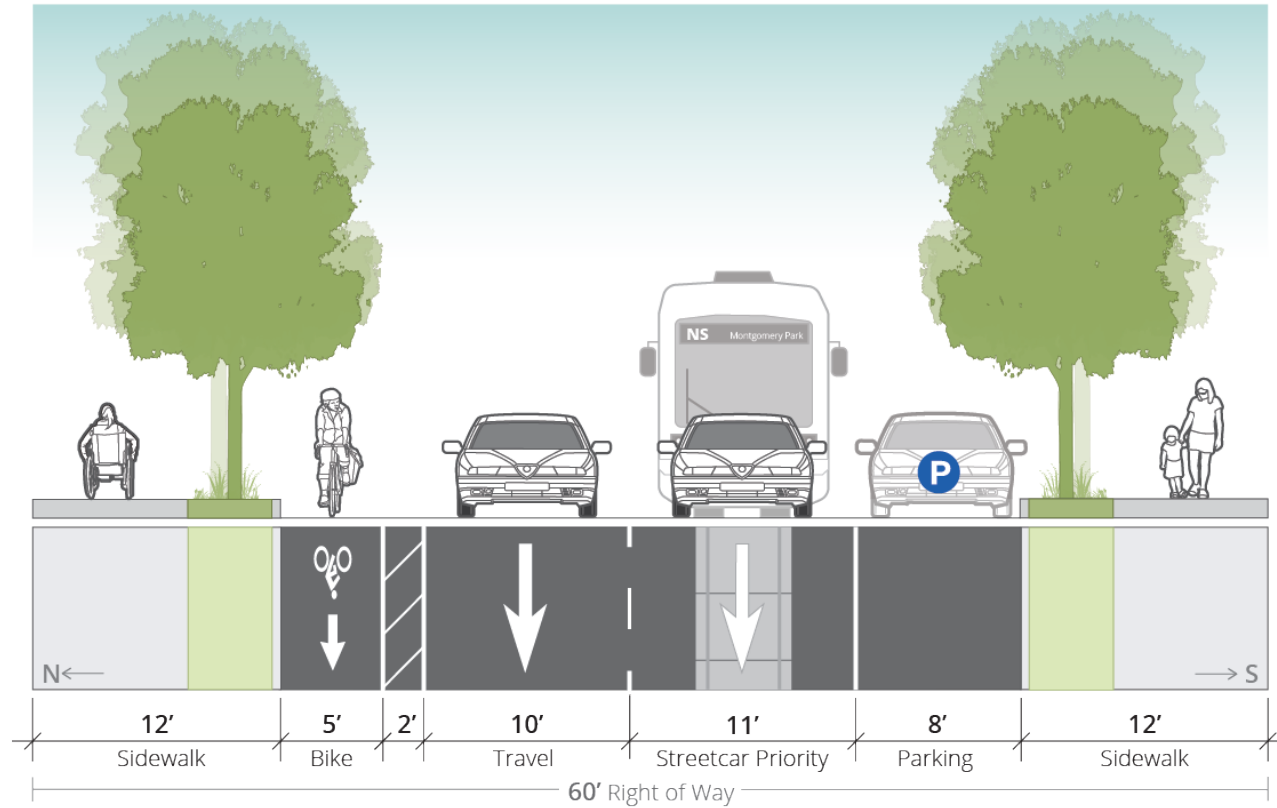 NS Montgomery Park
P
N
S
12’ 5’ 2’ 10’ 11’ 8’ 12’
Sidewalk Bike Travel Streetcar Priority Parking Sidewalk
60’ Right of Way